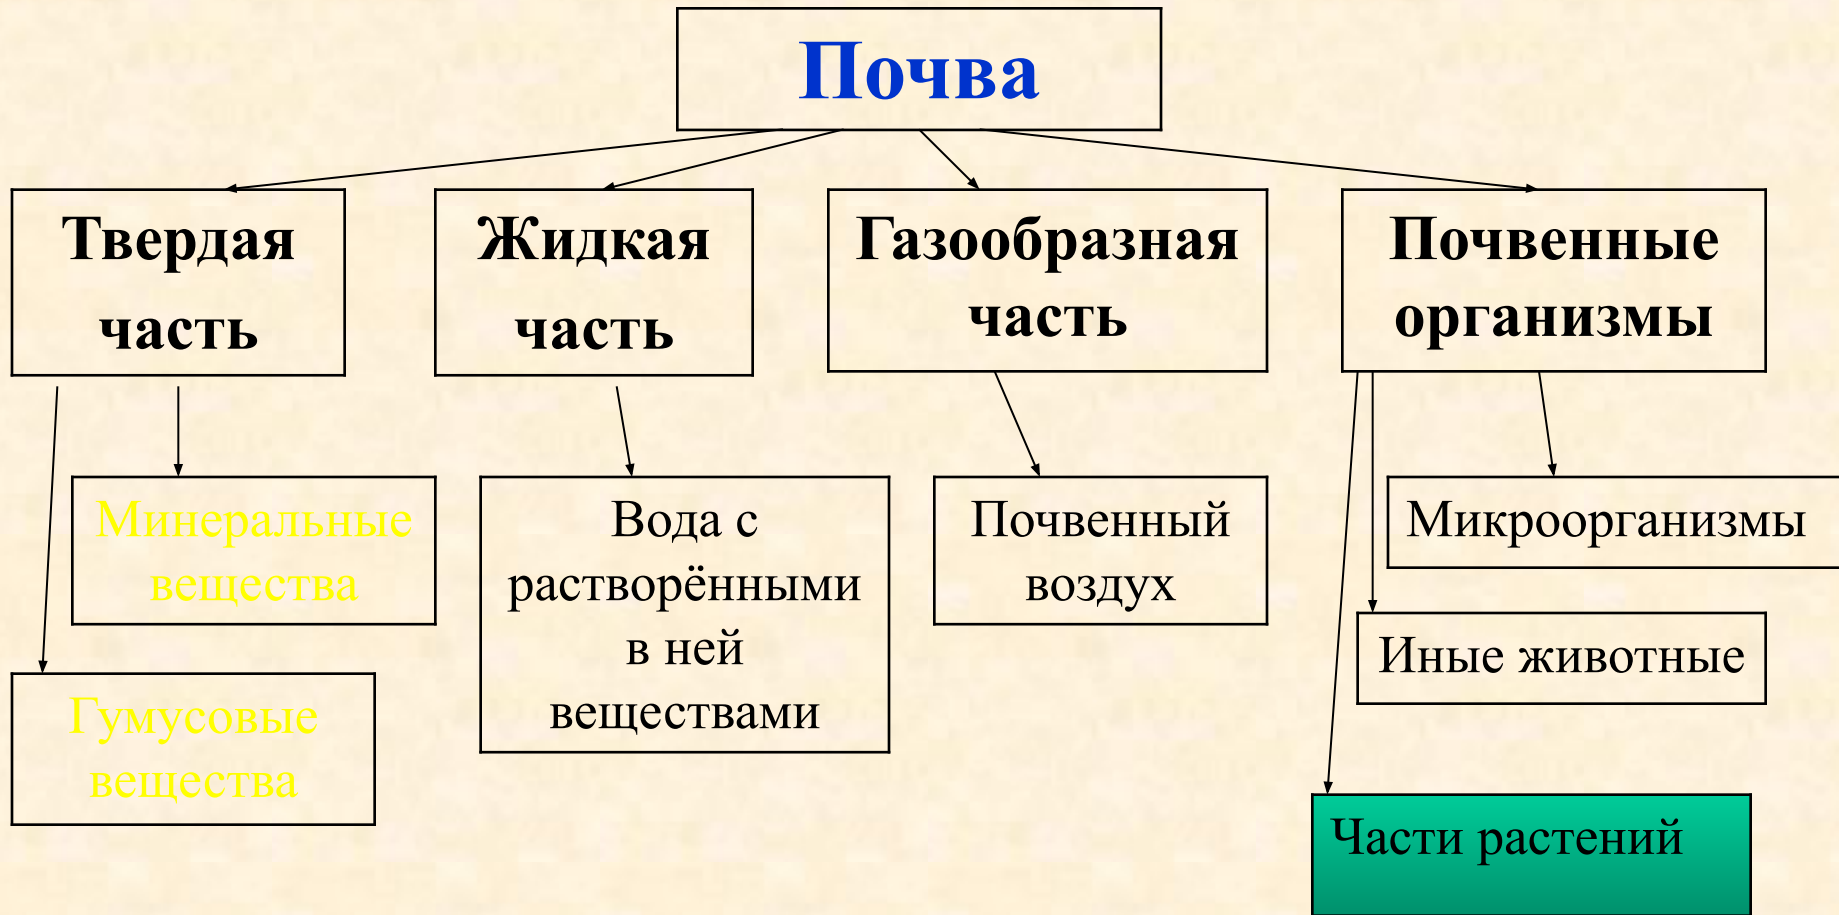 Почва
Твердая
часть
Жидкая
часть
Газообразная
часть
Почвенные
организмы
Минеральные
вещества
Гумусовые
вещества
Вода с
растворёнными
в ней
веществами
Почвенный
воздух
Микроорганизмы
Иные животные
Части растений